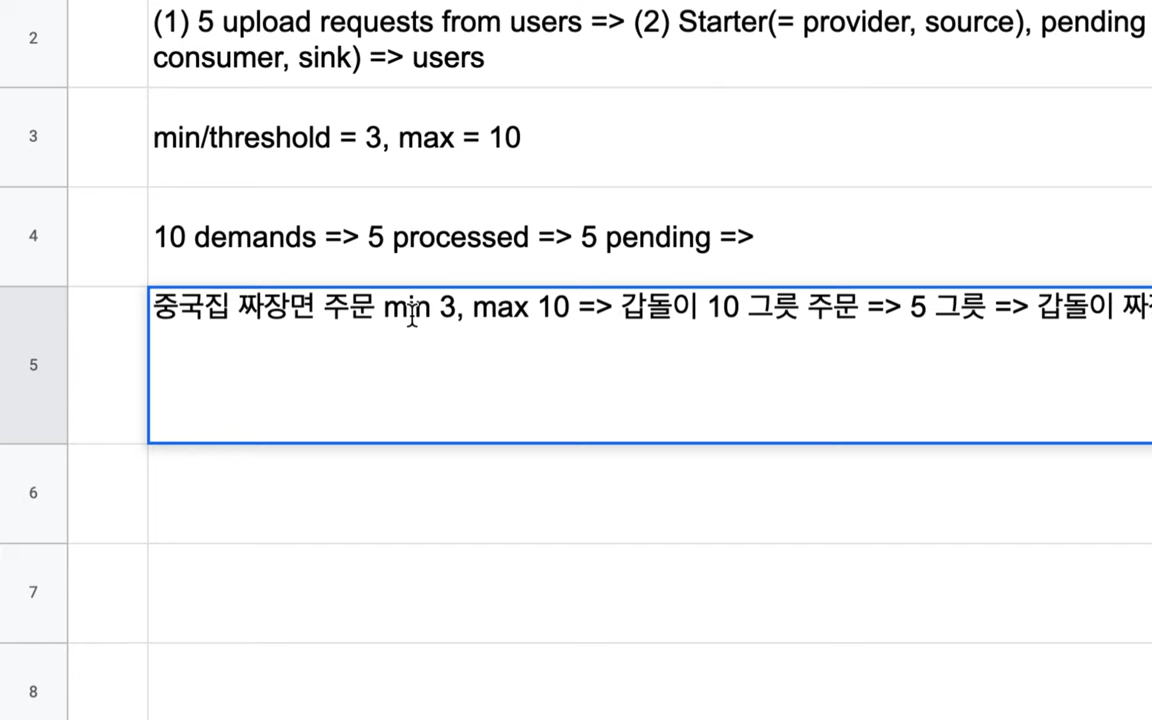 2
(1) 5 upload requests from users => (2) Starter(= provider, source), pending
consumer, sink) => users
3
min/threshold = 3, max = 10
4
10 demands => 5 processed => 5 pending =>
5
중국집 짜장면 주문 min 3, max 10 => 갑돌이 10 그릇 주문 => 5 그릇 => 갑돌이 짜
6
7
8